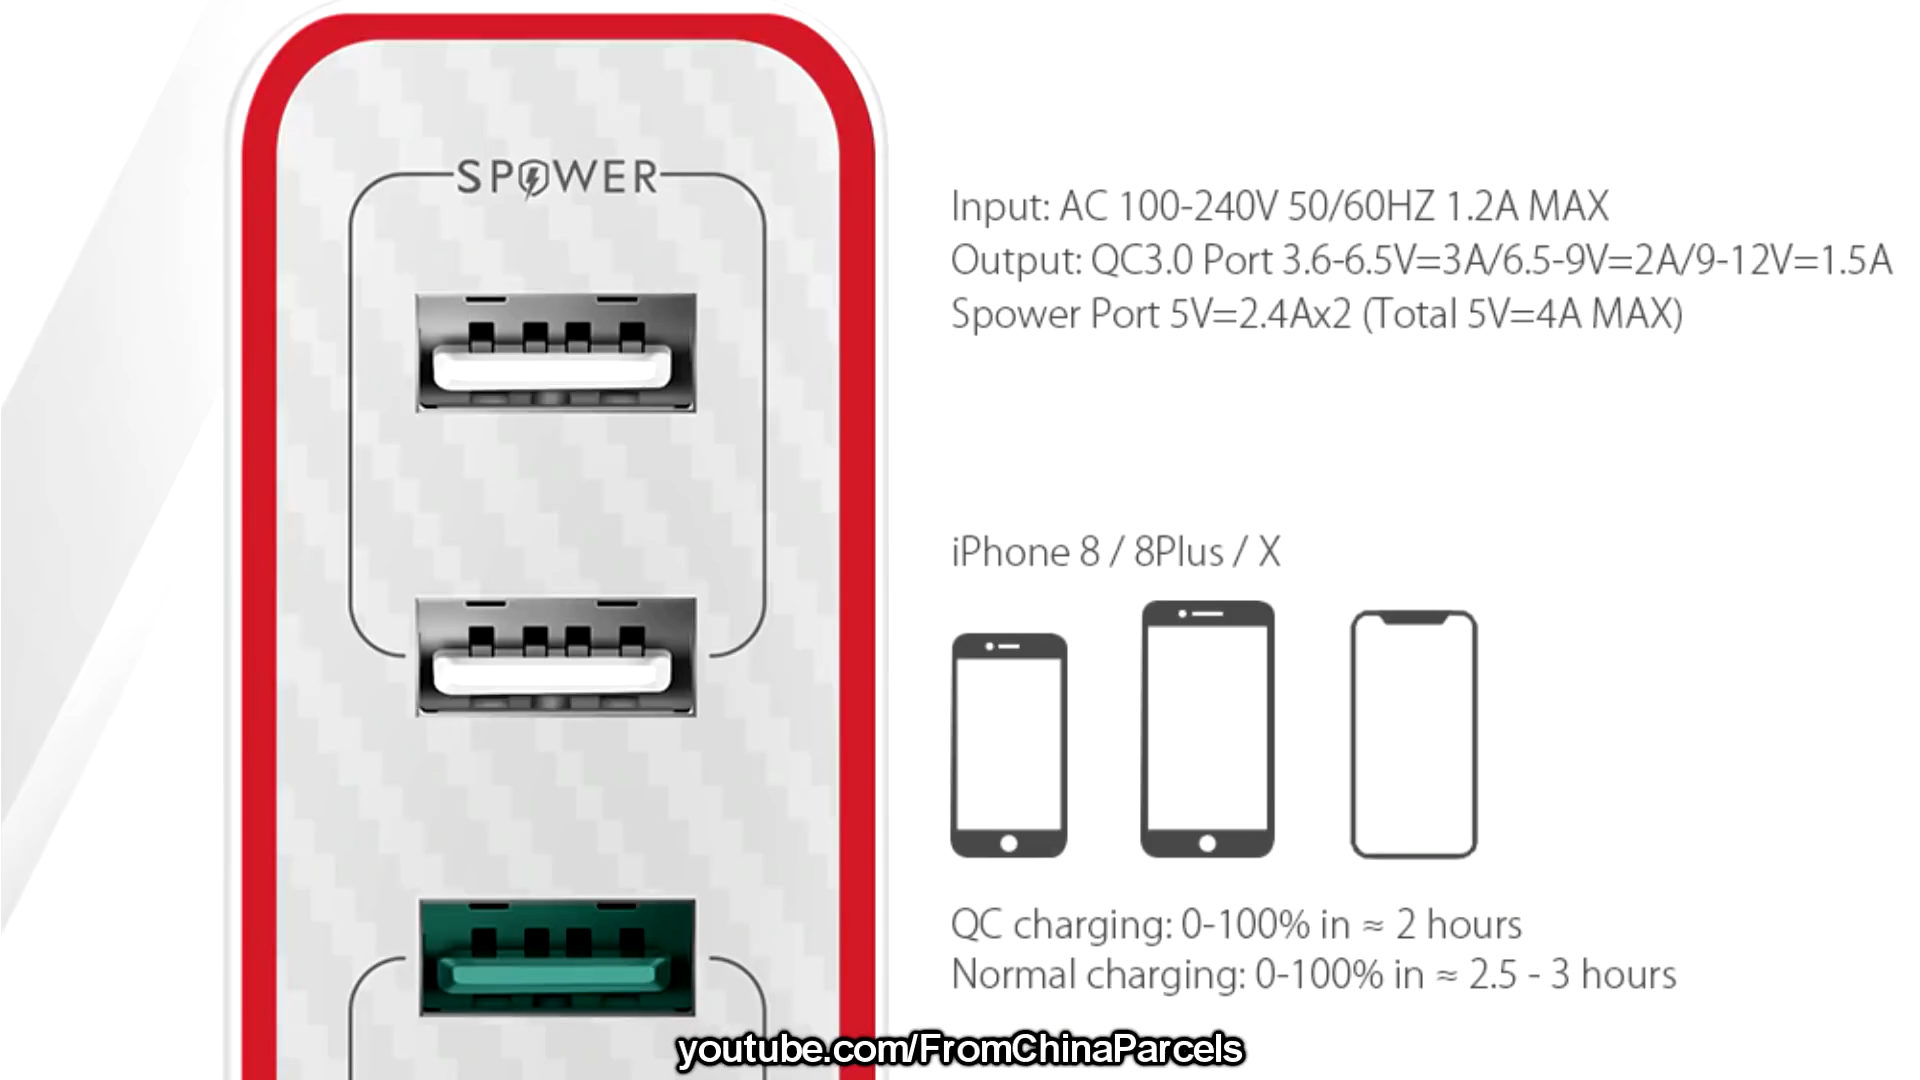 SPOWER
Input: AC 100-240V 50/60HZ 1.2A MAX
Output: QC3.0 Port 3.6-6.5V=3A/6.5-9V=2A/9-12V=1.5A
Spower Port 5V=2.4Ax2 (Total 5V=4A MAX)
iPhone 8 / 8Plus / X
QC charging: 0-100% in ≈ 2 hours
Normal charging: 0-100% in ≈ 2.5 - 3 hours
youtube.com/FromChinaParcels